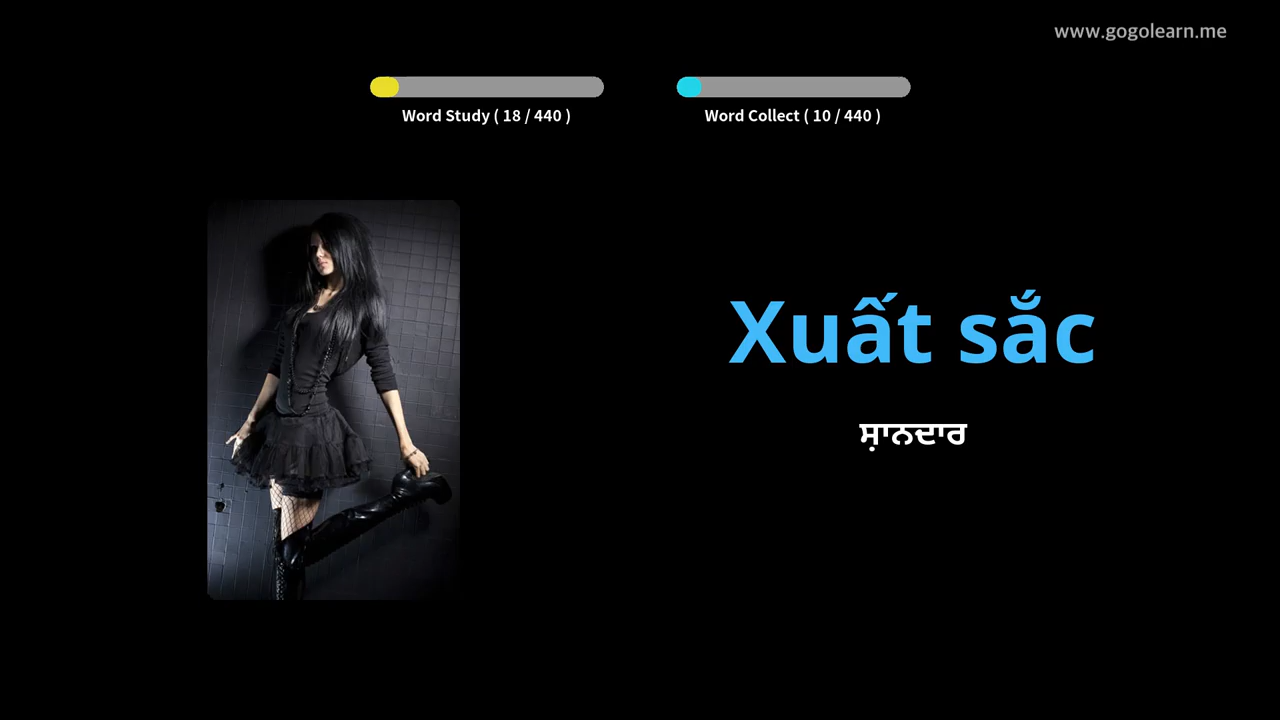 www.gogolearn.me
Word Study ( 18 / 440 )
Word Collect ( 10 / 440 )
Xuất sắc
ਸ਼ਾਨਦਾਰ